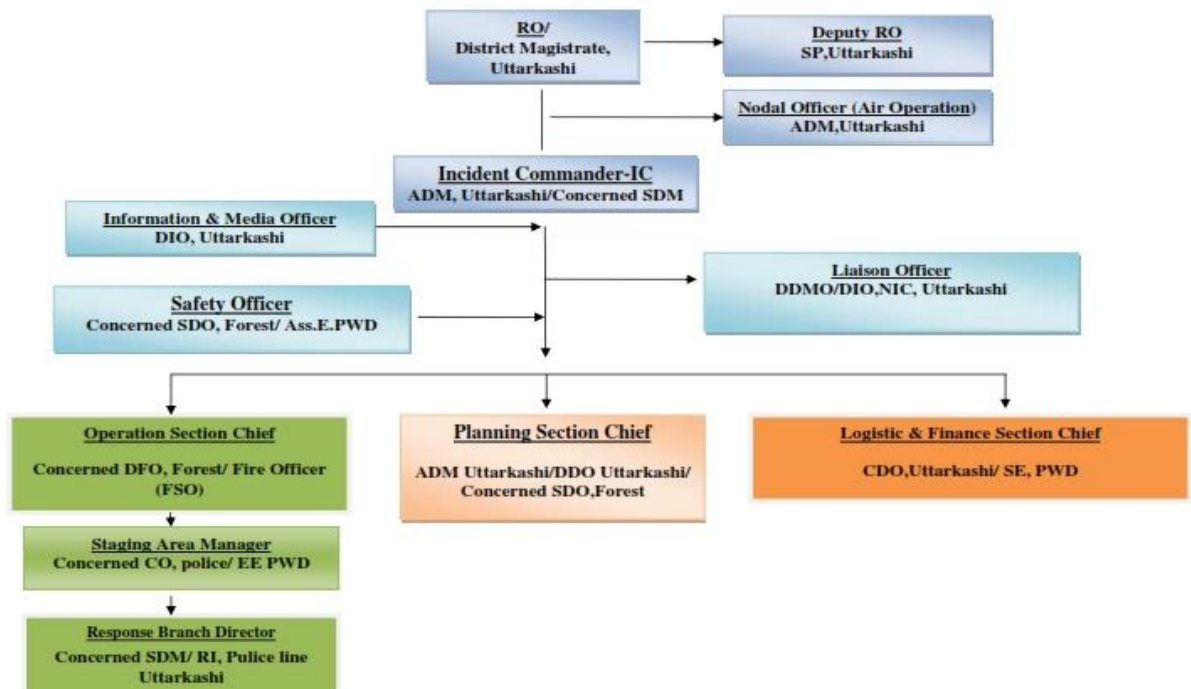 RO/
District Magistrate,
Uttarkashi
Deputy RO
SP,Uttarkashi
Nodal Officer (Air Operation)
ADM,Uttarkashi
Incident Commander-IC
ADM, Uttarkashi/Concerned SDM
Information & Media Officer
DIO, Uttarkashi
Liaison Officer
DDMO/DIO,NIC, Uttarkashi
Safety Officer
Concerned SDO, Forest/ Ass.E.PWD
Operation Section Chief
Concerned DFO, Forest/ Fire Officer
(FSO)
Planning Section Chief
ADM Uttarkashi/DDO Uttarkashi/
Concerned SDO,Forest
Logistic & Finance Section Chief
CDO,Uttarkashi/ SE, PWD
Staging Area Manager
Concerned CO, police/ EE PWD
Response Branch Director
Concerned SDM/ RI, Pulice line
Uttarkashi